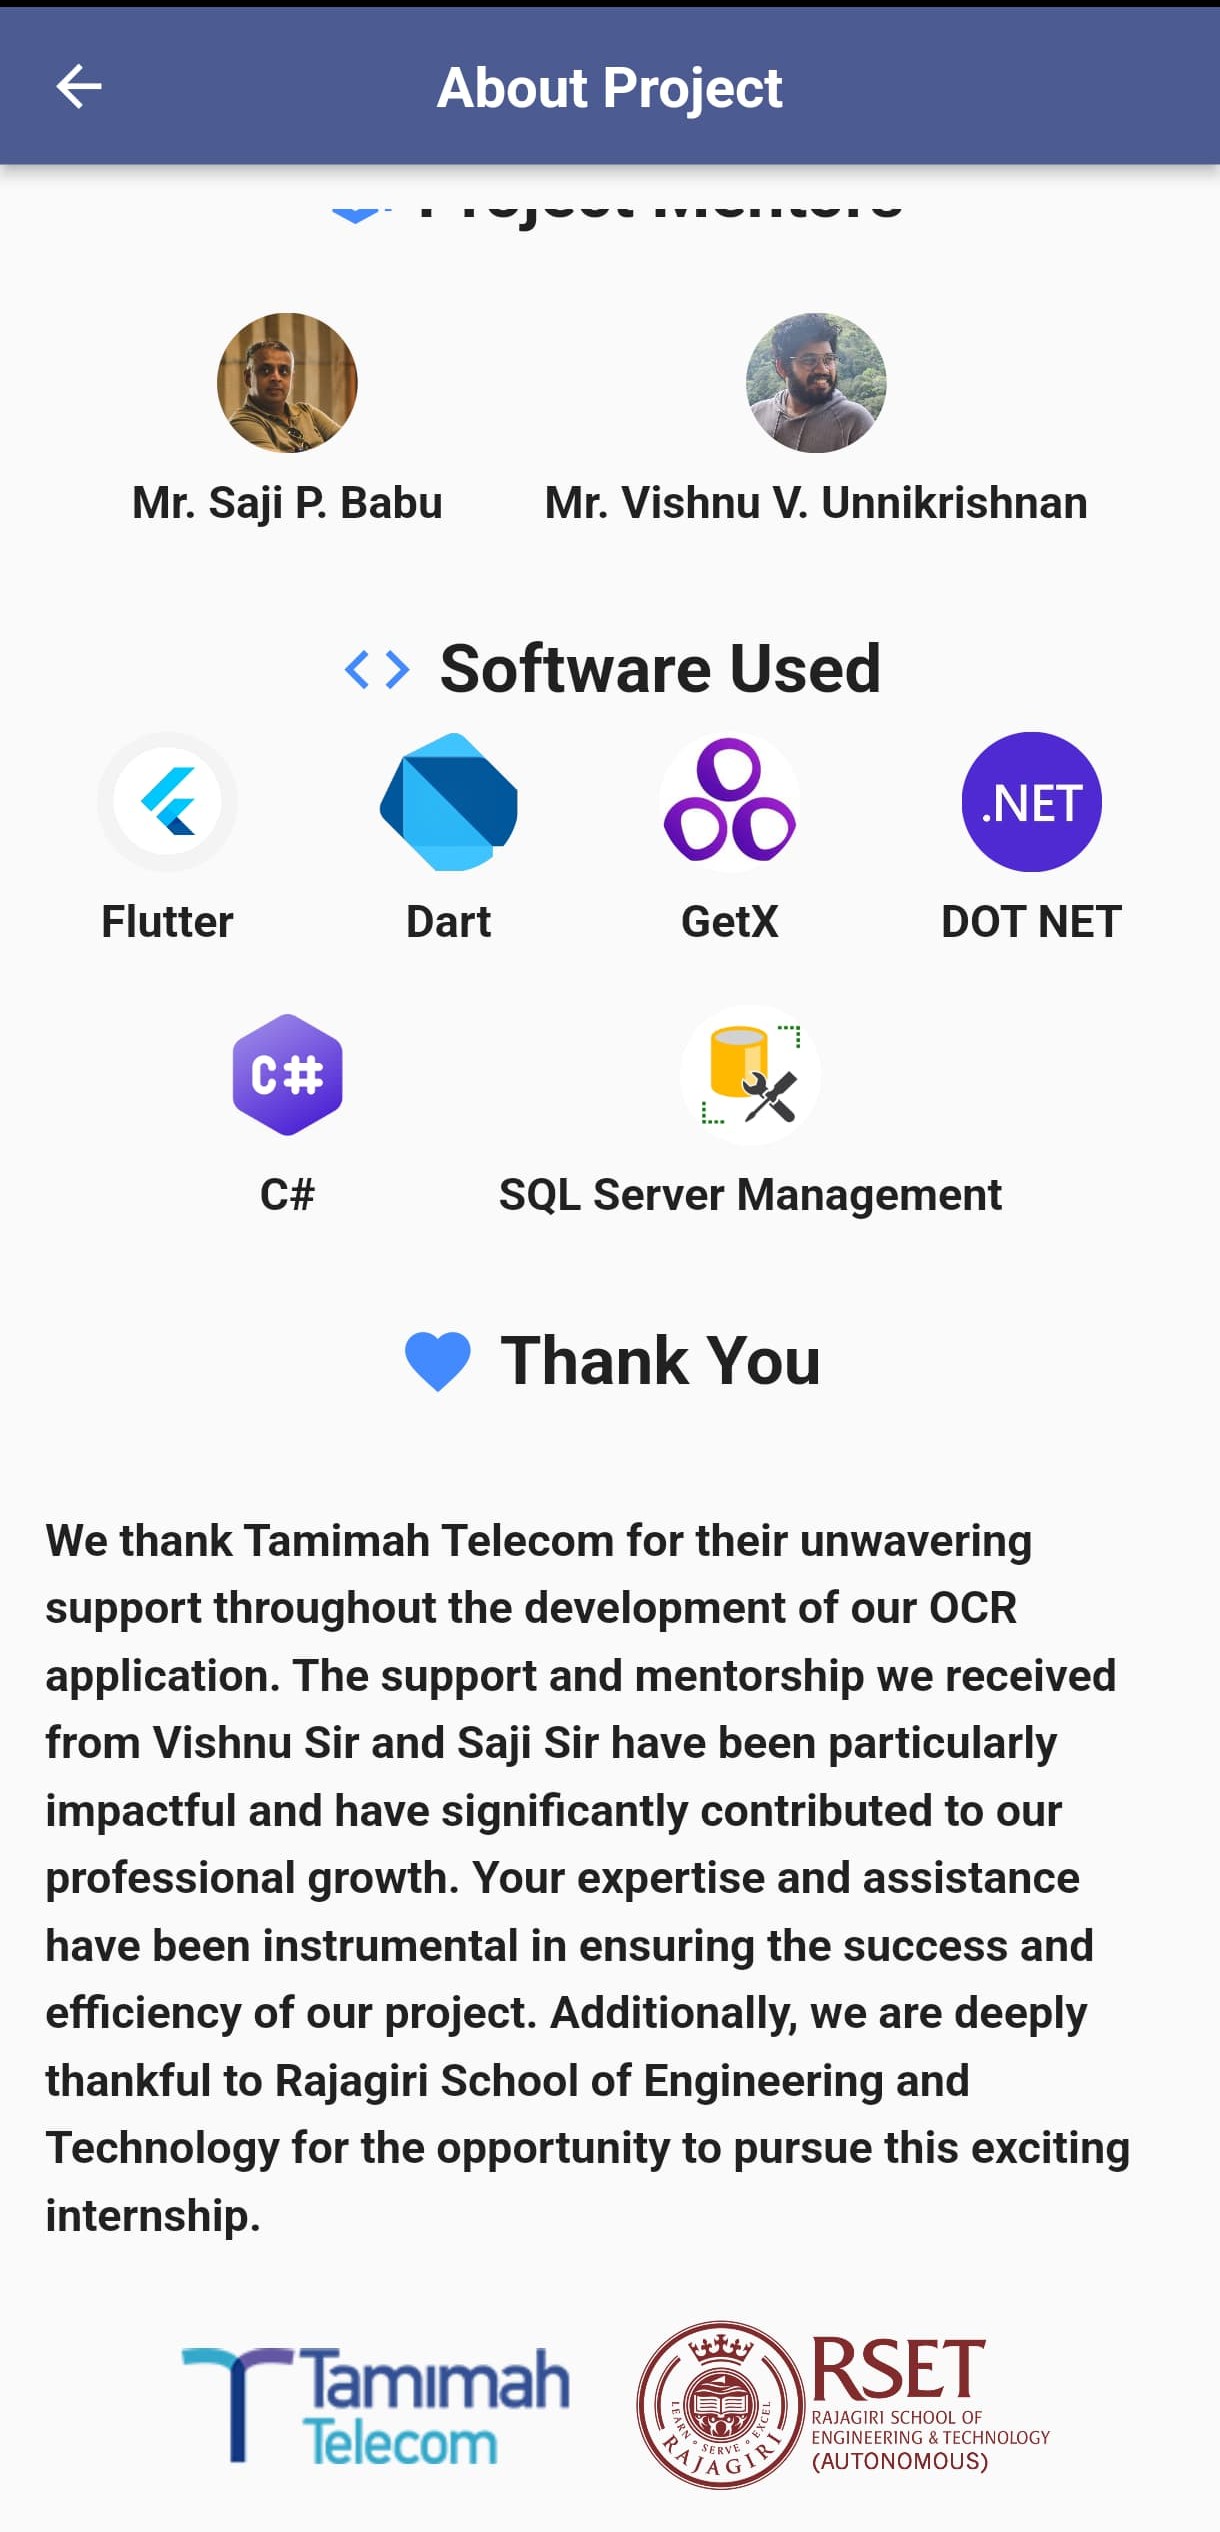 About Project
Project Mentors
Mr. Saji P. Babu
Mr. Vishnu V. Unnikrishnan
Software Used
.NET
Flutter
Dart
GetX
DOT NET
C#
C#
SQL Server Management
Thank You
We thank Tamimah Telecom for their unwavering
support throughout the development of our OCR
application. The support and mentorship we received
from Vishnu Sir and Saji Sir have been particularly
impactful and have significantly contributed to our
professional growth. Your expertise and assistance
have been instrumental in ensuring the success and
efficiency of our project. Additionally, we are deeply
thankful to Rajagiri School of Engineering and
Technology for the opportunity to pursue this exciting
internship.
Tamimah
Telecom
LEARN SERVE EXCEL
RAJAGIRI
RSET
RAJAGIRI SCHOOL OF
ENGINEERING & TECHNOLOGY
(AUTONOMOUS)